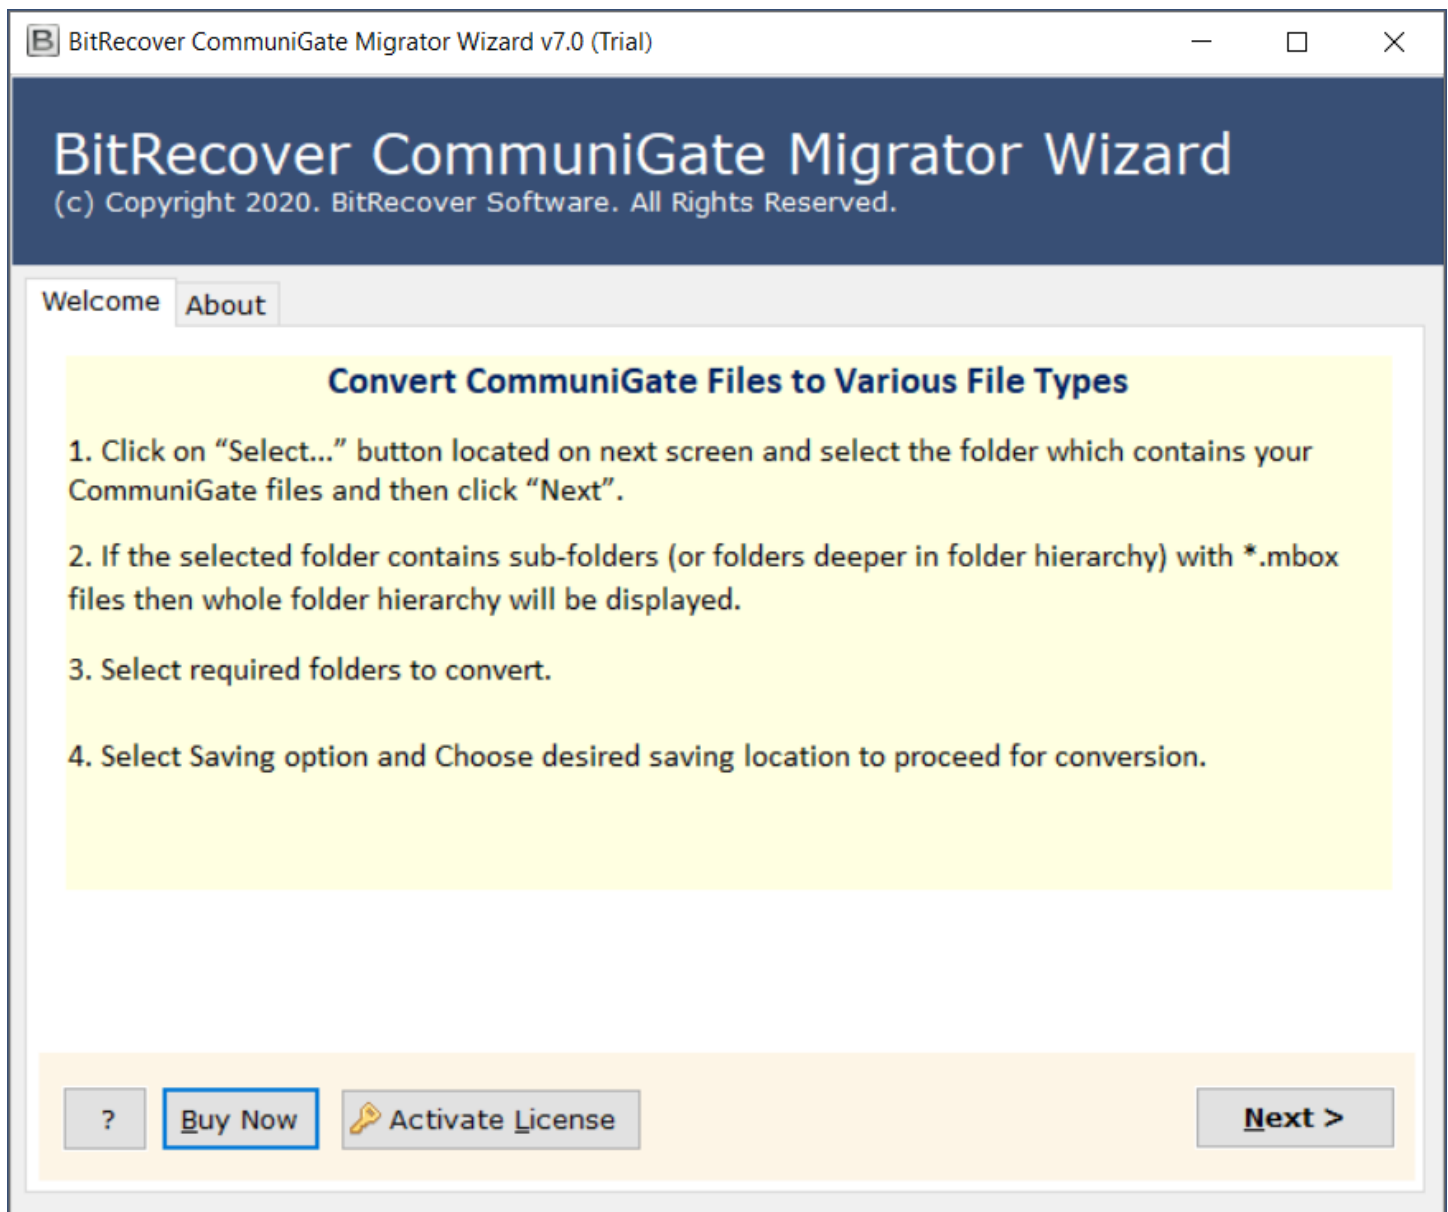 BitRecover CommuniGate Migrator Wizard v7.0 (Trial)
BitRecover CommuniGate Migrator Wizard
(c) Copyright 2020. BitRecover Software. All Rights Reserved.
Welcome About
Convert CommuniGate Files to Various File Types
1. Click on “Select...” button located on next screen and select the folder which contains your
CommuniGate files and then click “Next”.
2. If the selected folder contains sub-folders (or folders deeper in folder hierarchy) with *.mbox
files then whole folder hierarchy will be displayed.
3. Select required folders to convert.
4. Select Saving option and Choose desired saving location to proceed for conversion.
? Buy Now Activate License Next >